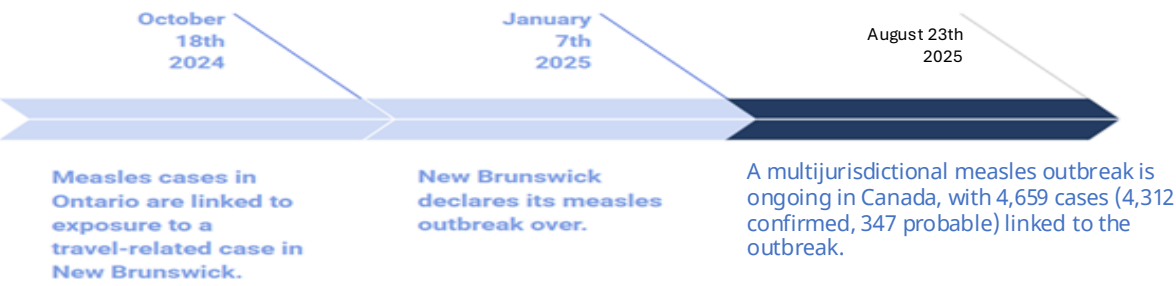 October
18th
2024
January
7th
2025
August 23th
2025
Measles cases in
Ontario are linked to
exposure to a
travel-related case in
New Brunswick.
New Brunswick
declares its measles
outbreak over.
A multijurisdictional measles outbreak is
ongoing in Canada, with 4,659 cases (4,312
confirmed, 347 probable) linked to the
outbreak.